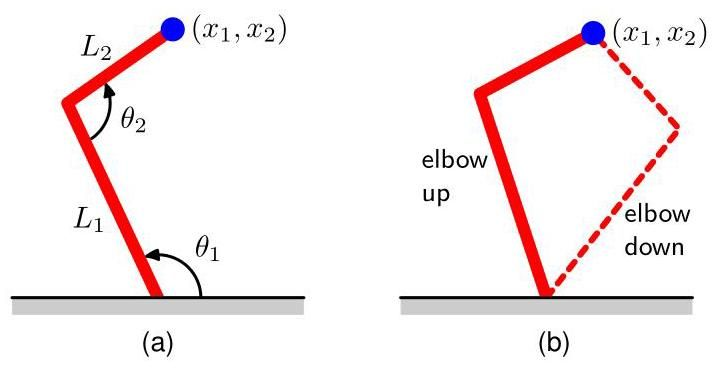 L₂
(x₁, x₂)
θ₂
L₁
θ₁
(a)
(x₁, x₂)
elbow
up
elbow
down
(b)